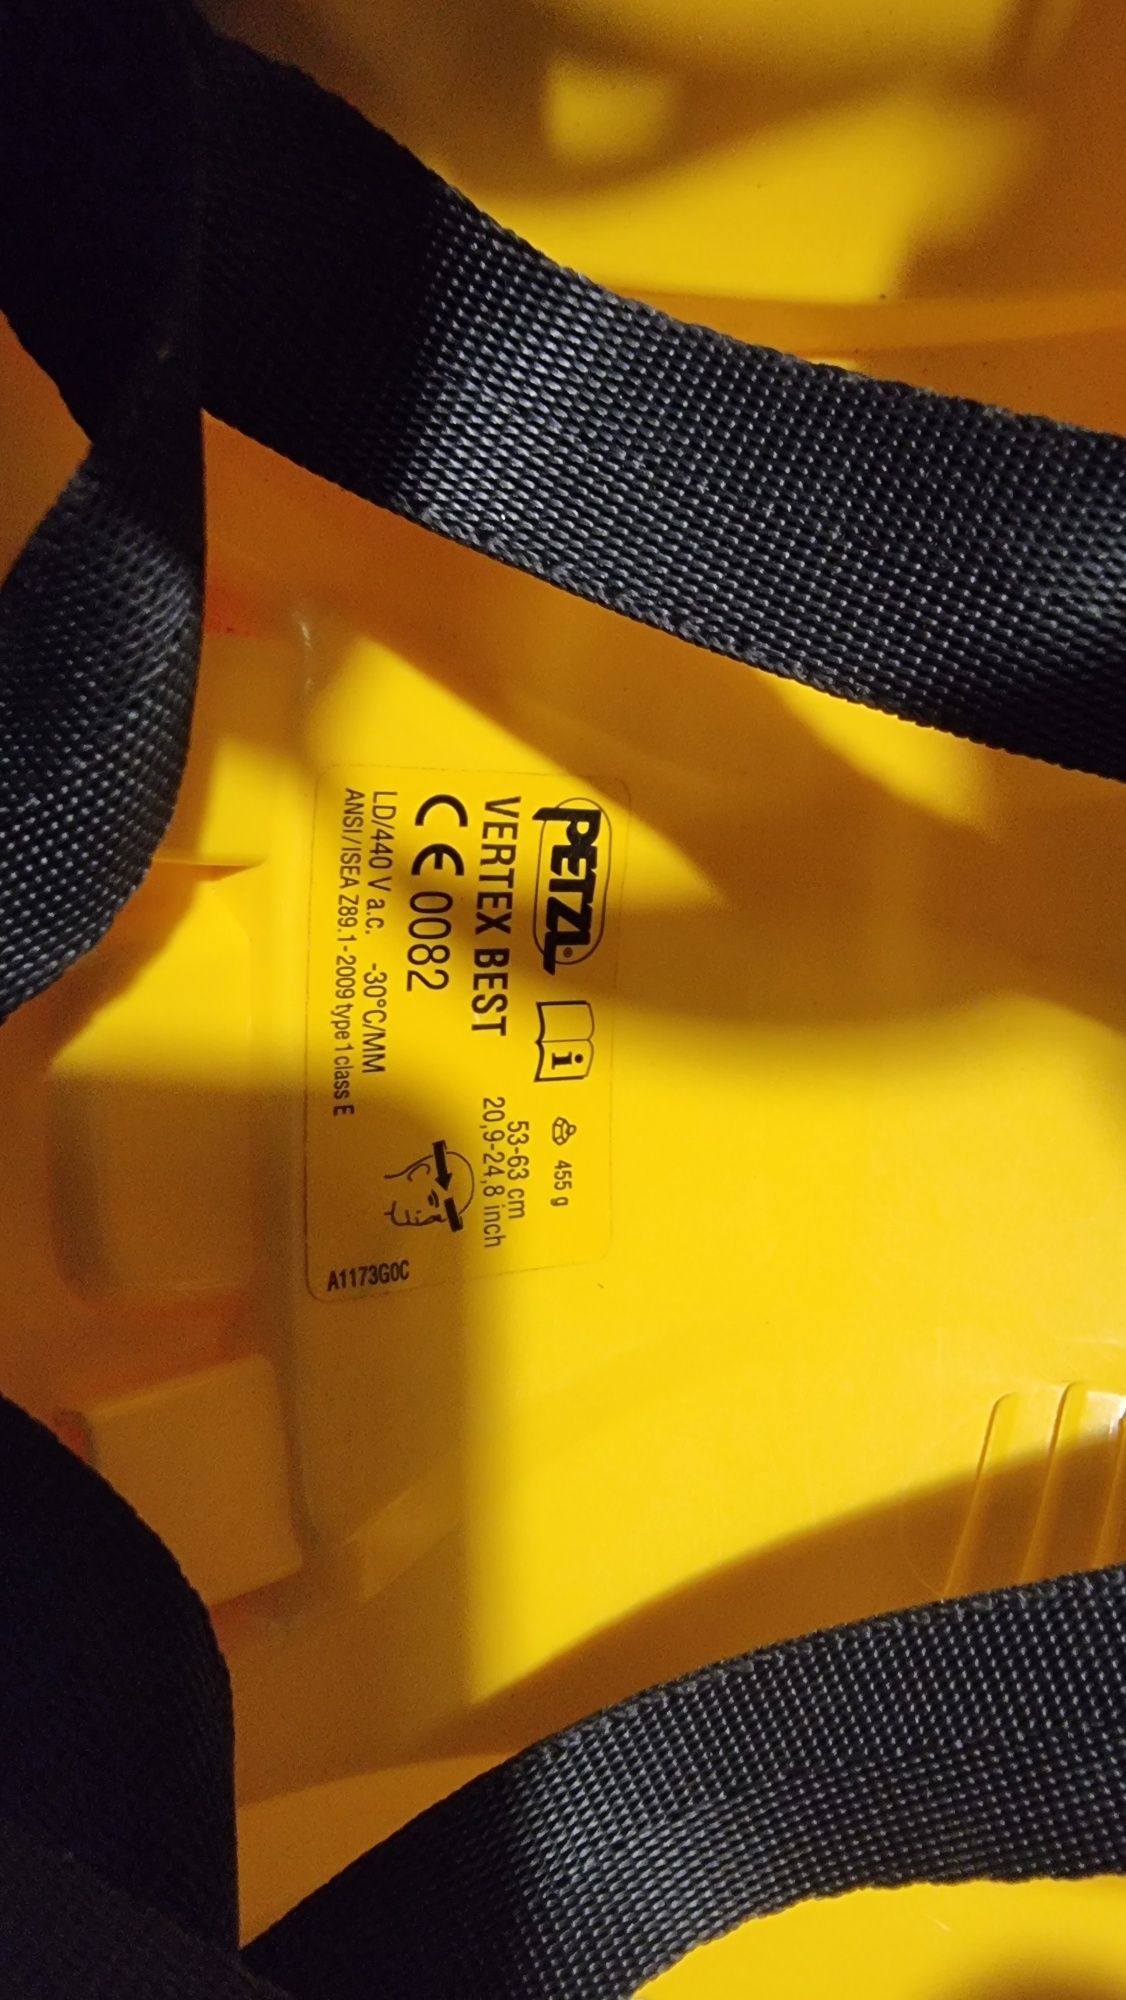 PETZL®
i
455 g
VERTEX BEST
53-63 cm
20,9-24,8 inch
CE 0082
LD/440 V a.c. -30°C/MM
ANSI/ISEA Z89.1-2009 type 1 class E
A1173G0C